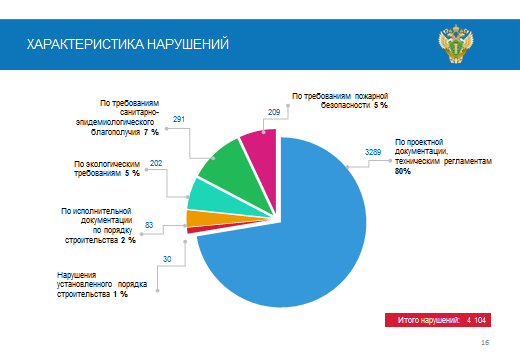 ХАРАКТЕРИСТИКА НАРУШЕНИЙ
По требованиям
санитарно-
эпидемиологического
благополучия 7 %
291
209
По требованиям пожарной
безопасности 5 %
3289
По проектной
документации,
техническим регламентам
80%
По экологическим
требованиям 5 %
202
По исполнительной
документации
по порядку
строительства 2 %
83
30
Нарушения
установленного порядка
строительства 1 %
Итого нарушений: 4 104
16